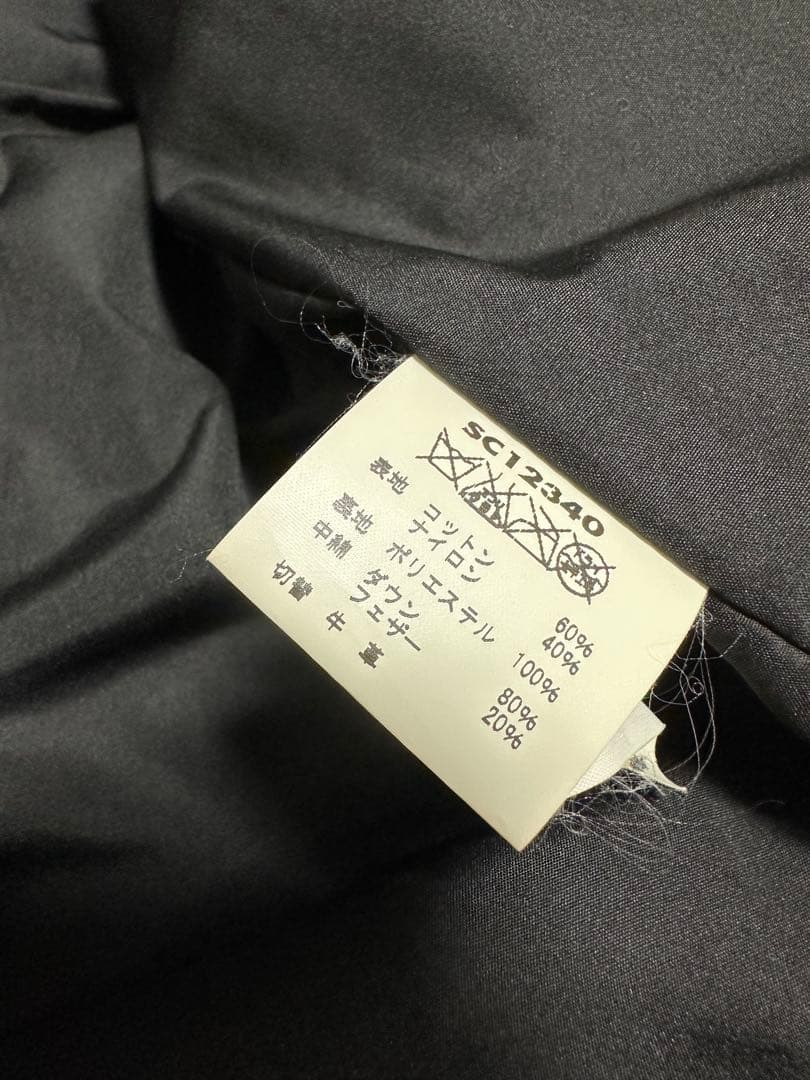 SC12340
表地 コットン 60%
ナイロン 40%
裏地 ポリエステル 100%
中綿 ダウン 80%
フェザー 20%
切替 牛革